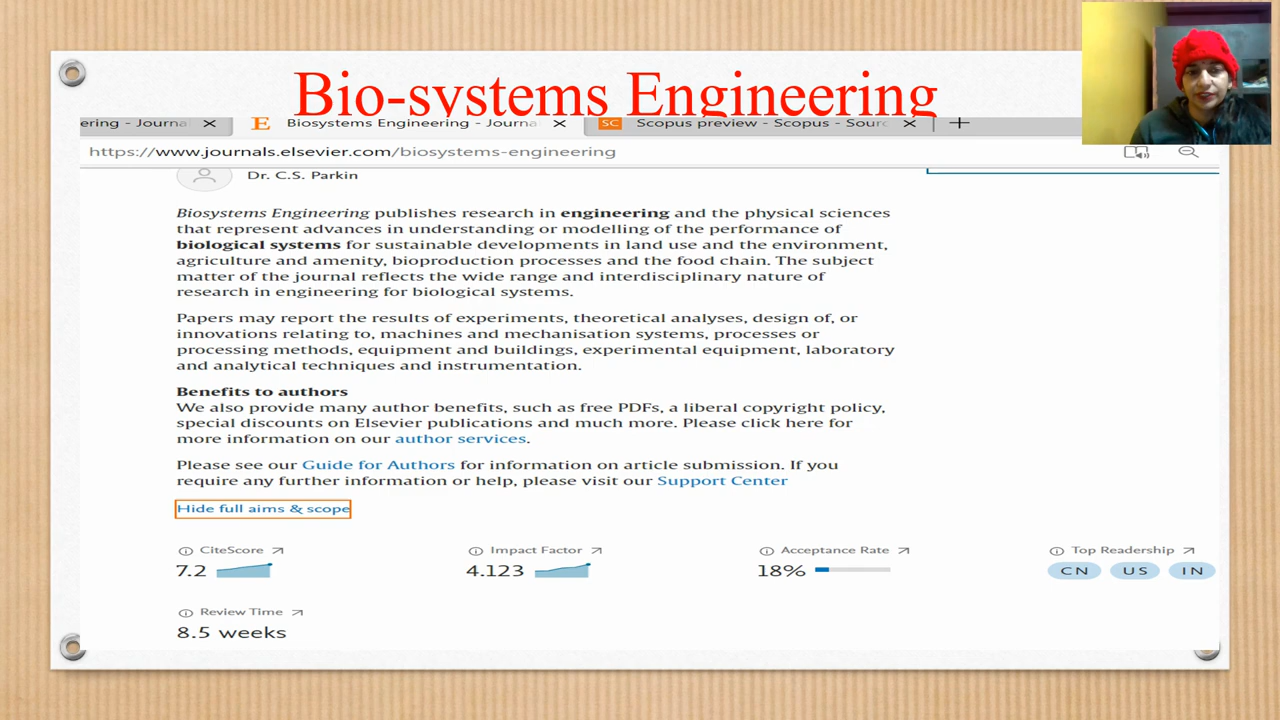 Bio-systems Engineering
ering - Journa
Biosystems Engineering - Journa
SC Scopus preview - Scopus - Sour
https://www.journals.elsevier.com/biosystems-engineering
Dr. C.S. Parkin
Biosystems Engineering publishes research in engineering and the physical sciences
that represent advances in understanding or modelling of the performance of
biological systems for sustainable developments in land use and the environment,
agriculture and amenity, bioproduction processes and the food chain. The subject
matter of the journal reflects the wide range and interdisciplinary nature of
research in engineering for biological systems.
Papers may report the results of experiments, theoretical analyses, design of, or
innovations relating to, machines and mechanisation systems, processes or
processing methods, equipment and buildings, experimental equipment, laboratory
and analytical techniques and instrumentation.
Benefits to authors
We also provide many author benefits, such as free PDFs, a liberal copyright policy,
special discounts on Elsevier publications and much more. Please click here for
more information on our author services.
Please see our Guide for Authors for information on article submission. If you
require any further information or help, please visit our Support Center
Hide full aims & scope
CiteScore
7.2
Impact Factor
4.123
Acceptance Rate
18%
Top Readership
CN US IN
Review Time
8.5 weeks